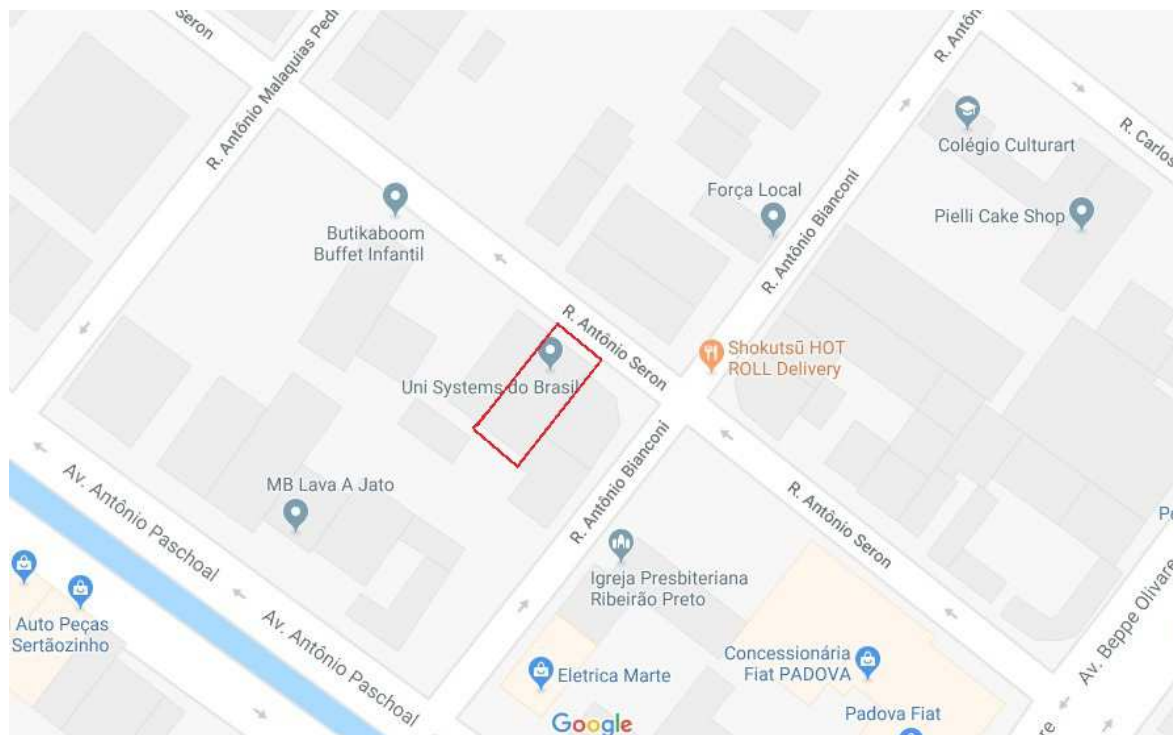 Seron
R. Antônio Malaquias Pedr
R. Antôn
R. Carlos
Colégio Culturart
Força Local
Pielli Cake Shop
R. Antônio Bianconi
Butikaboom
Buffet Infantil
R. Antônio Seron
Shokutsū HOT
ROLL Delivery
Uni Systems do Brasil
R. Antônio Bianconi
MB Lava A Jato
Av. Antônio Paschoal
R. Antônio Seron
Pe
Igreja Presbiteriana
Ribeirão Preto
Av. Beppe Olivare
l Auto Peças
Sertãozinho
Av. Antônio Paschoal
Eletrica Marte
Concessionária
Fiat PADOVA
Padova Fiat
Google
re